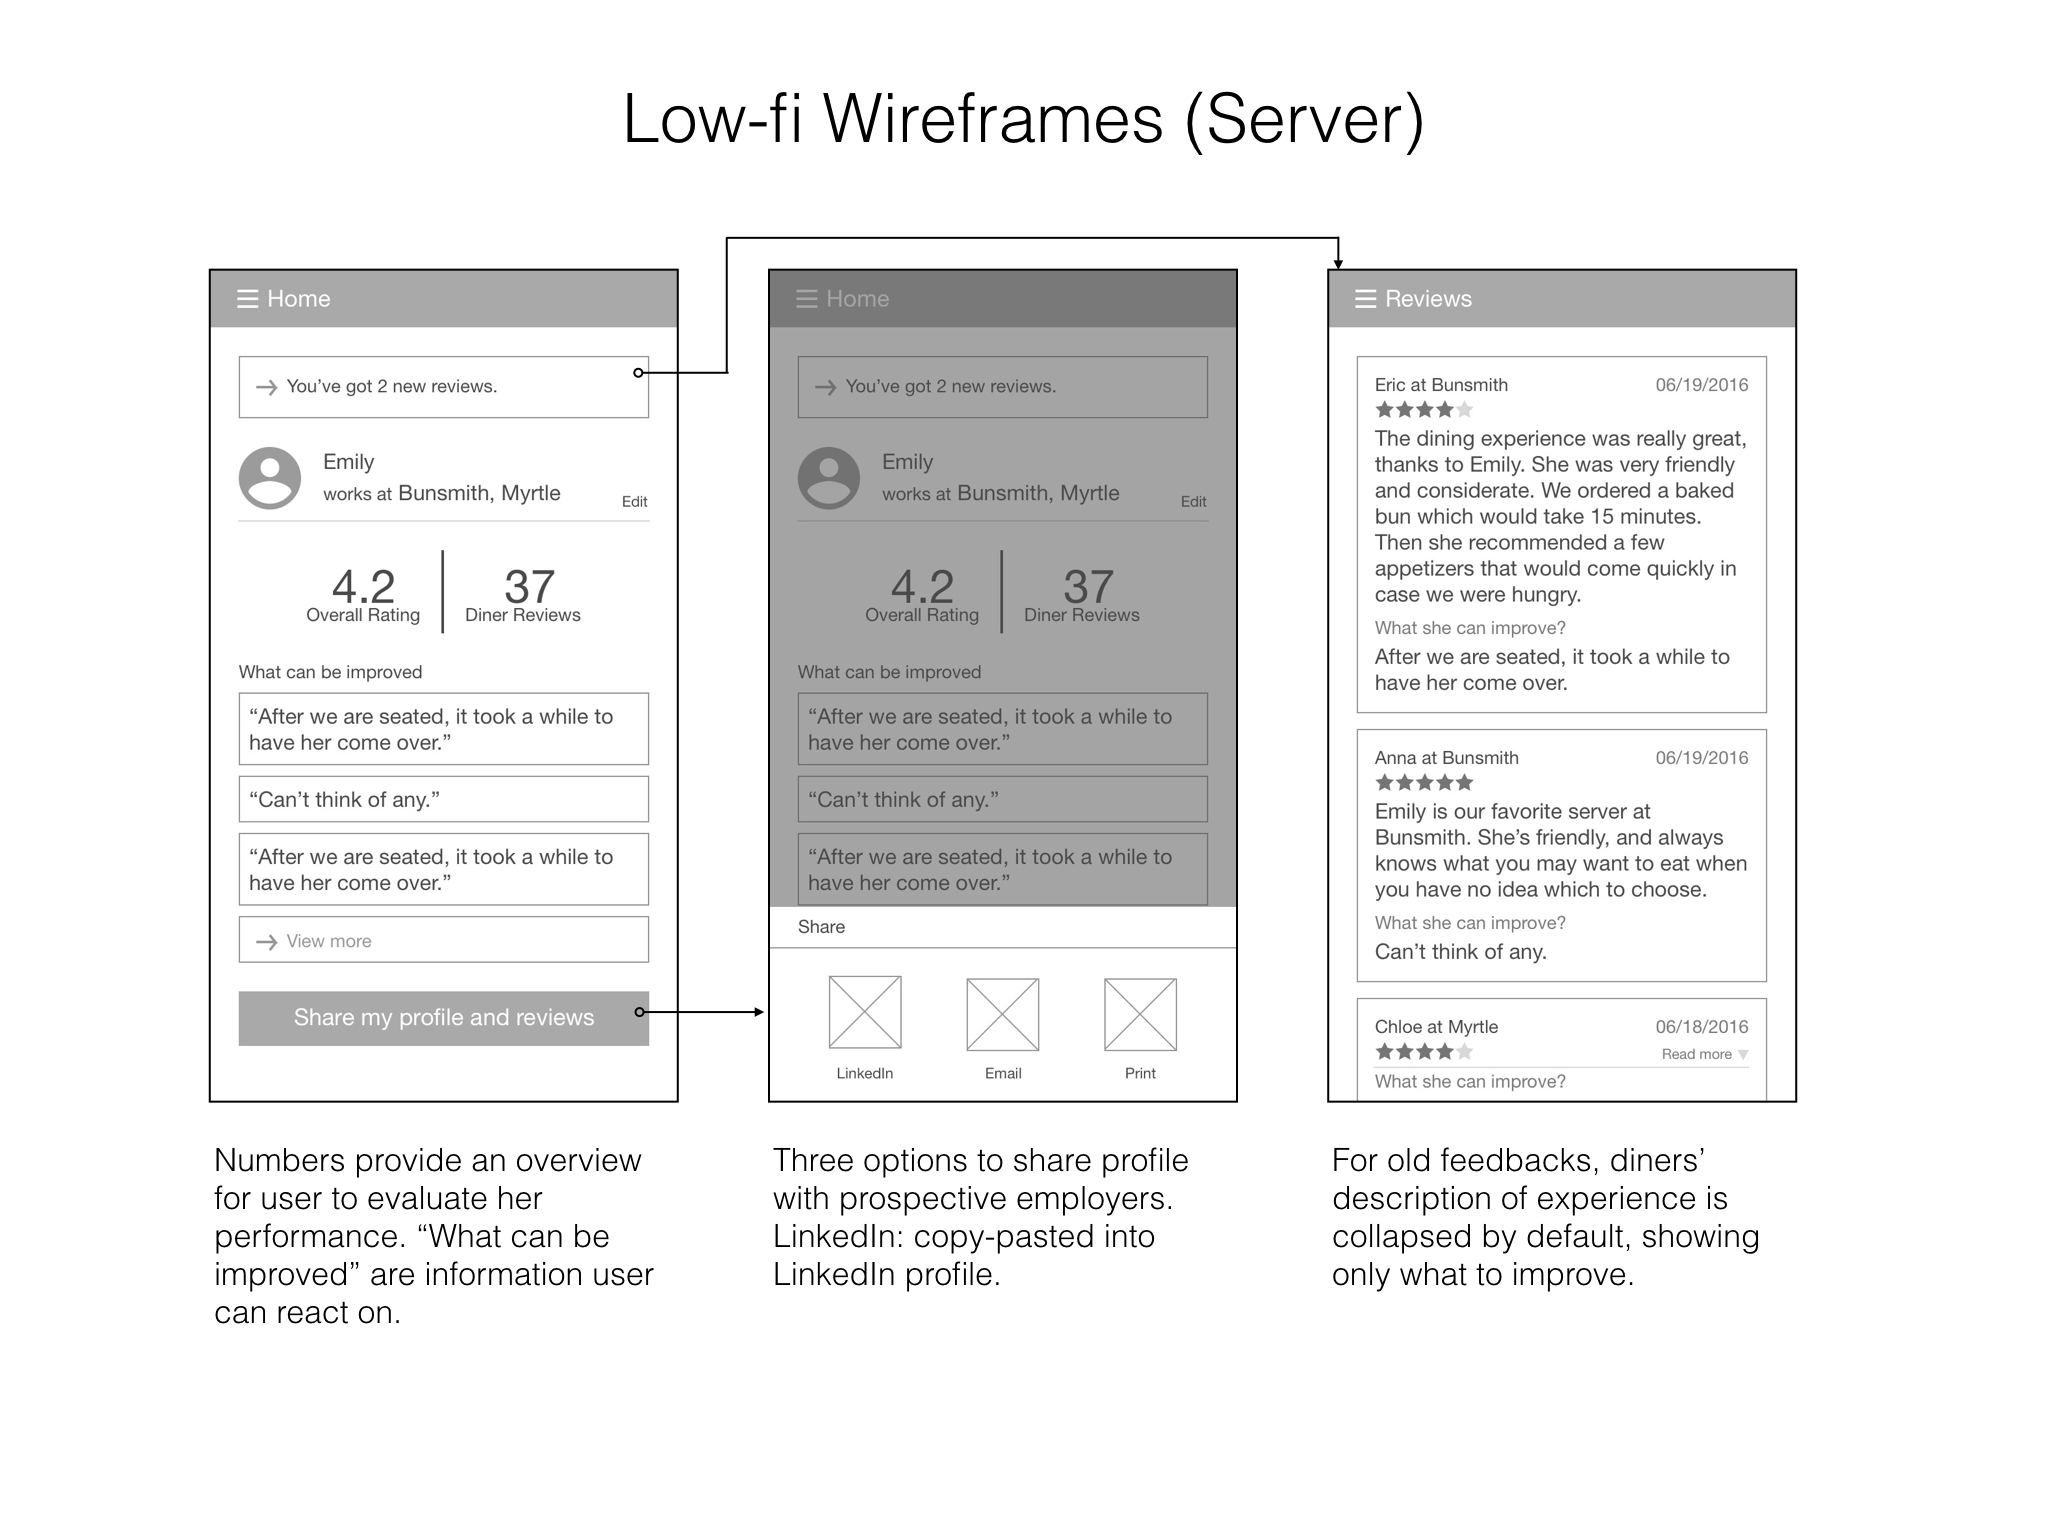 Low-fi Wireframes (Server)
Home
You’ve got 2 new reviews.
Emily
works at Bunsmith, Myrtle
Edit
4.2
Overall Rating
37
Diner Reviews
What can be improved
“After we are seated, it took a while to
have her come over.”
“Can’t think of any.”
“After we are seated, it took a while to
have her come over.”
View more
Share my profile and reviews
Numbers provide an overview
for user to evaluate her
performance. “What can be
improved” are information user
can react on.
Home
You’ve got 2 new reviews.
Emily
works at Bunsmith, Myrtle
Edit
4.2
Overall Rating
37
Diner Reviews
What can be improved
“After we are seated, it took a while to
have her come over.”
“Can’t think of any.”
“After we are seated, it took a while to
have her come over.”
Share
LinkedIn
Email
Print
Three options to share profile
with prospective employers.
LinkedIn: copy-pasted into
LinkedIn profile.
Reviews
Eric at Bunsmith 06/19/2016
The dining experience was really great,
thanks to Emily. She was very friendly
and considerate. We ordered a baked
bun which would take 15 minutes.
Then she recommended a few
appetizers that would come quickly in
case we were hungry.
What she can improve?
After we are seated, it took a while to
have her come over.
Anna at Bunsmith 06/19/2016
Emily is our favorite server at
Bunsmith. She’s friendly, and always
knows what you may want to eat when
you have no idea which to choose.
What she can improve?
Can’t think of any.
Chloe at Myrtle 06/18/2016
Read more
What she can improve?
For old feedbacks, diners’
description of experience is
collapsed by default, showing
only what to improve.